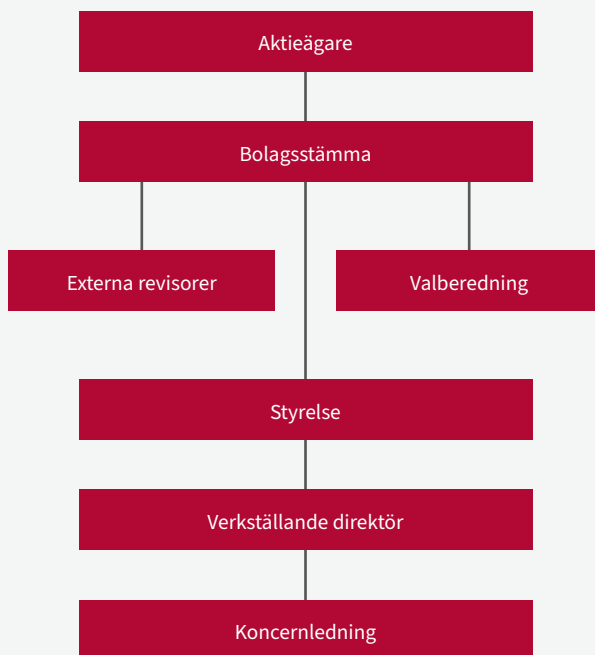 Aktieägare
Bolagsstämma
Externa revisorer
Valberedning
Styrelse
Verkställande direktör
Koncernledning